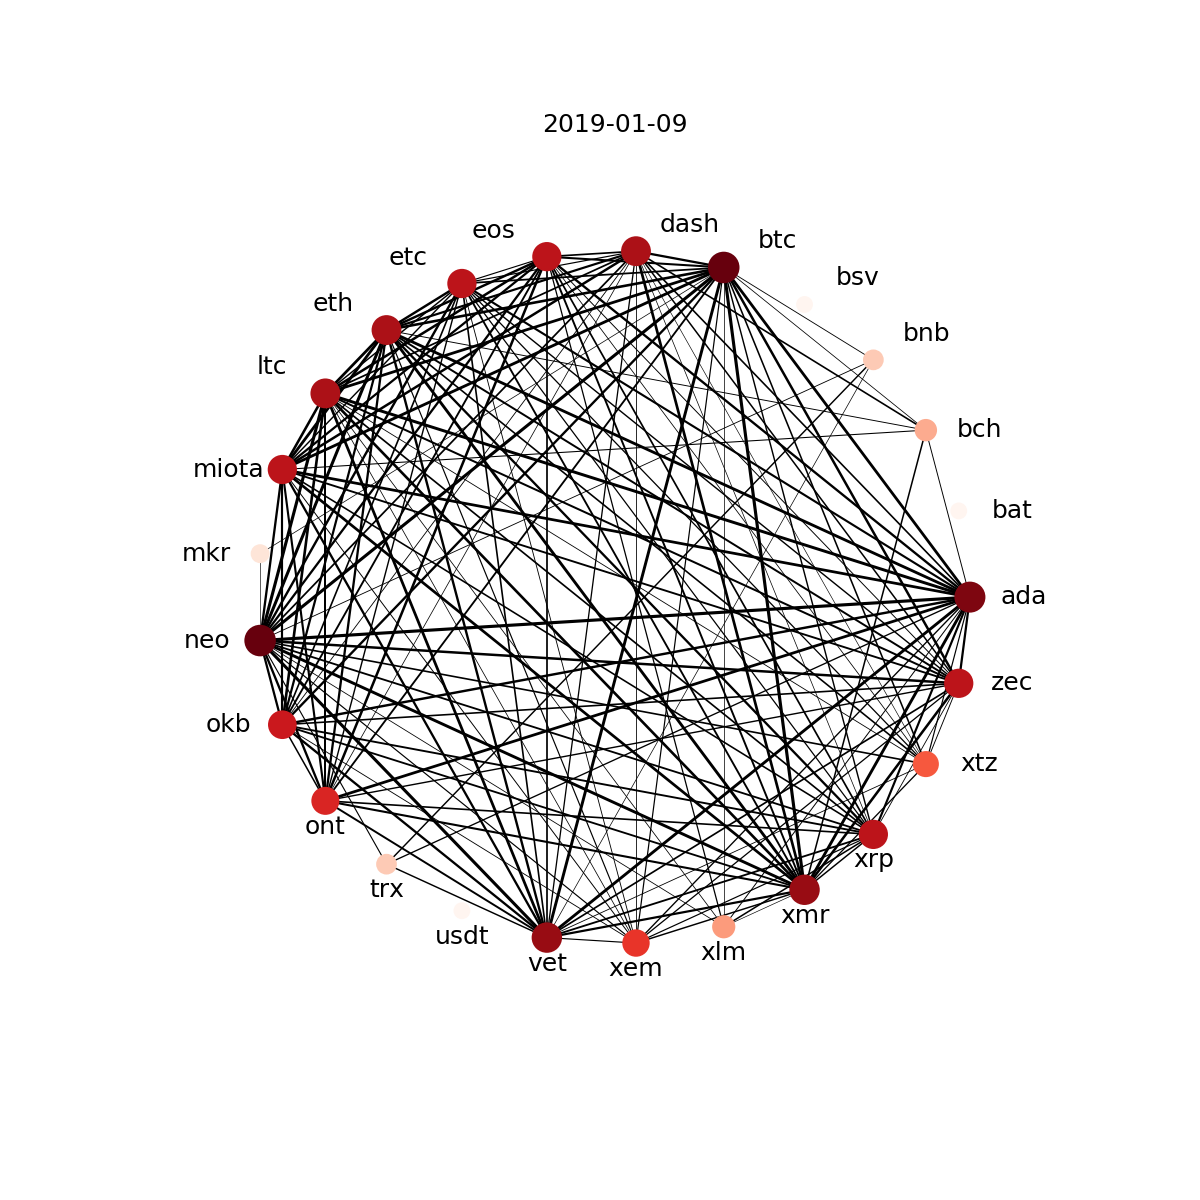 2019-01-09
dash
eos
btc
etc
bsv
eth
bnb
ltc
bch
miota
bat
mkr
ada
neo
zec
okb
xtz
ont
xrp
trx
xmr
usdt
xlm
vet
xem